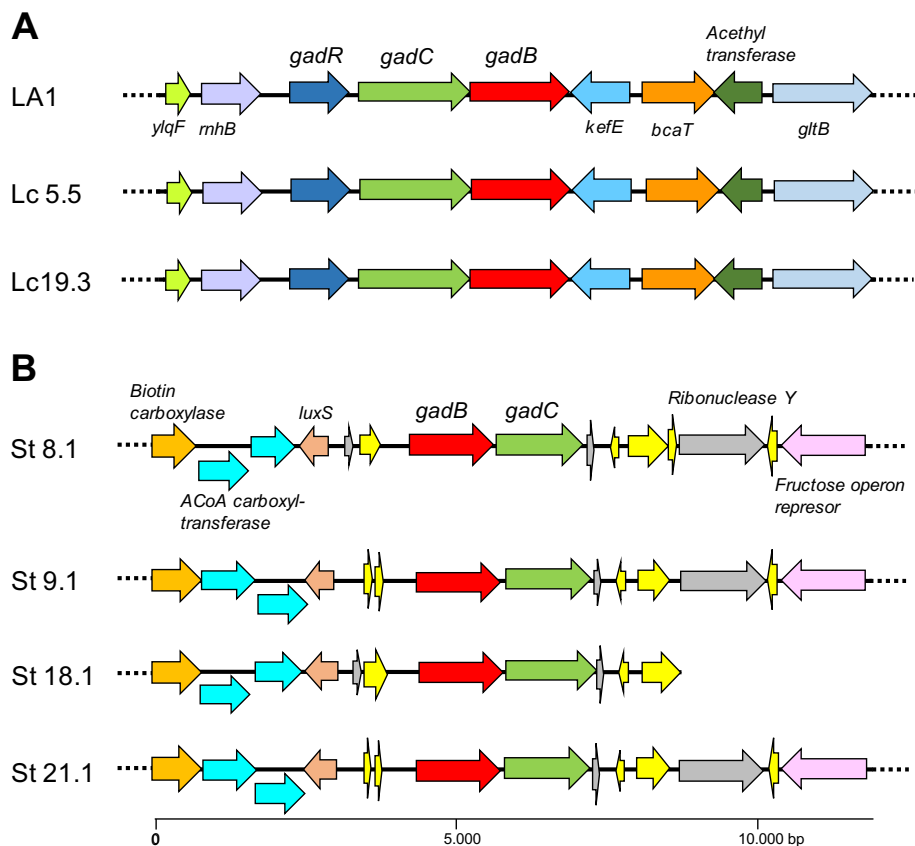 A
gadR gadC gadB Acethyl
transferase
LA1
ylqF rnhB kefE bcaT gltB
Lc 5.5
Lc19.3
B
Biotin
carboxylase luxS gadB gadC Ribonuclease Y
St 8.1
ACoA carboxyl-
transferase
Fructose operon
represor
St 9.1
St 18.1
St 21.1
0 5.000 10.000 bp